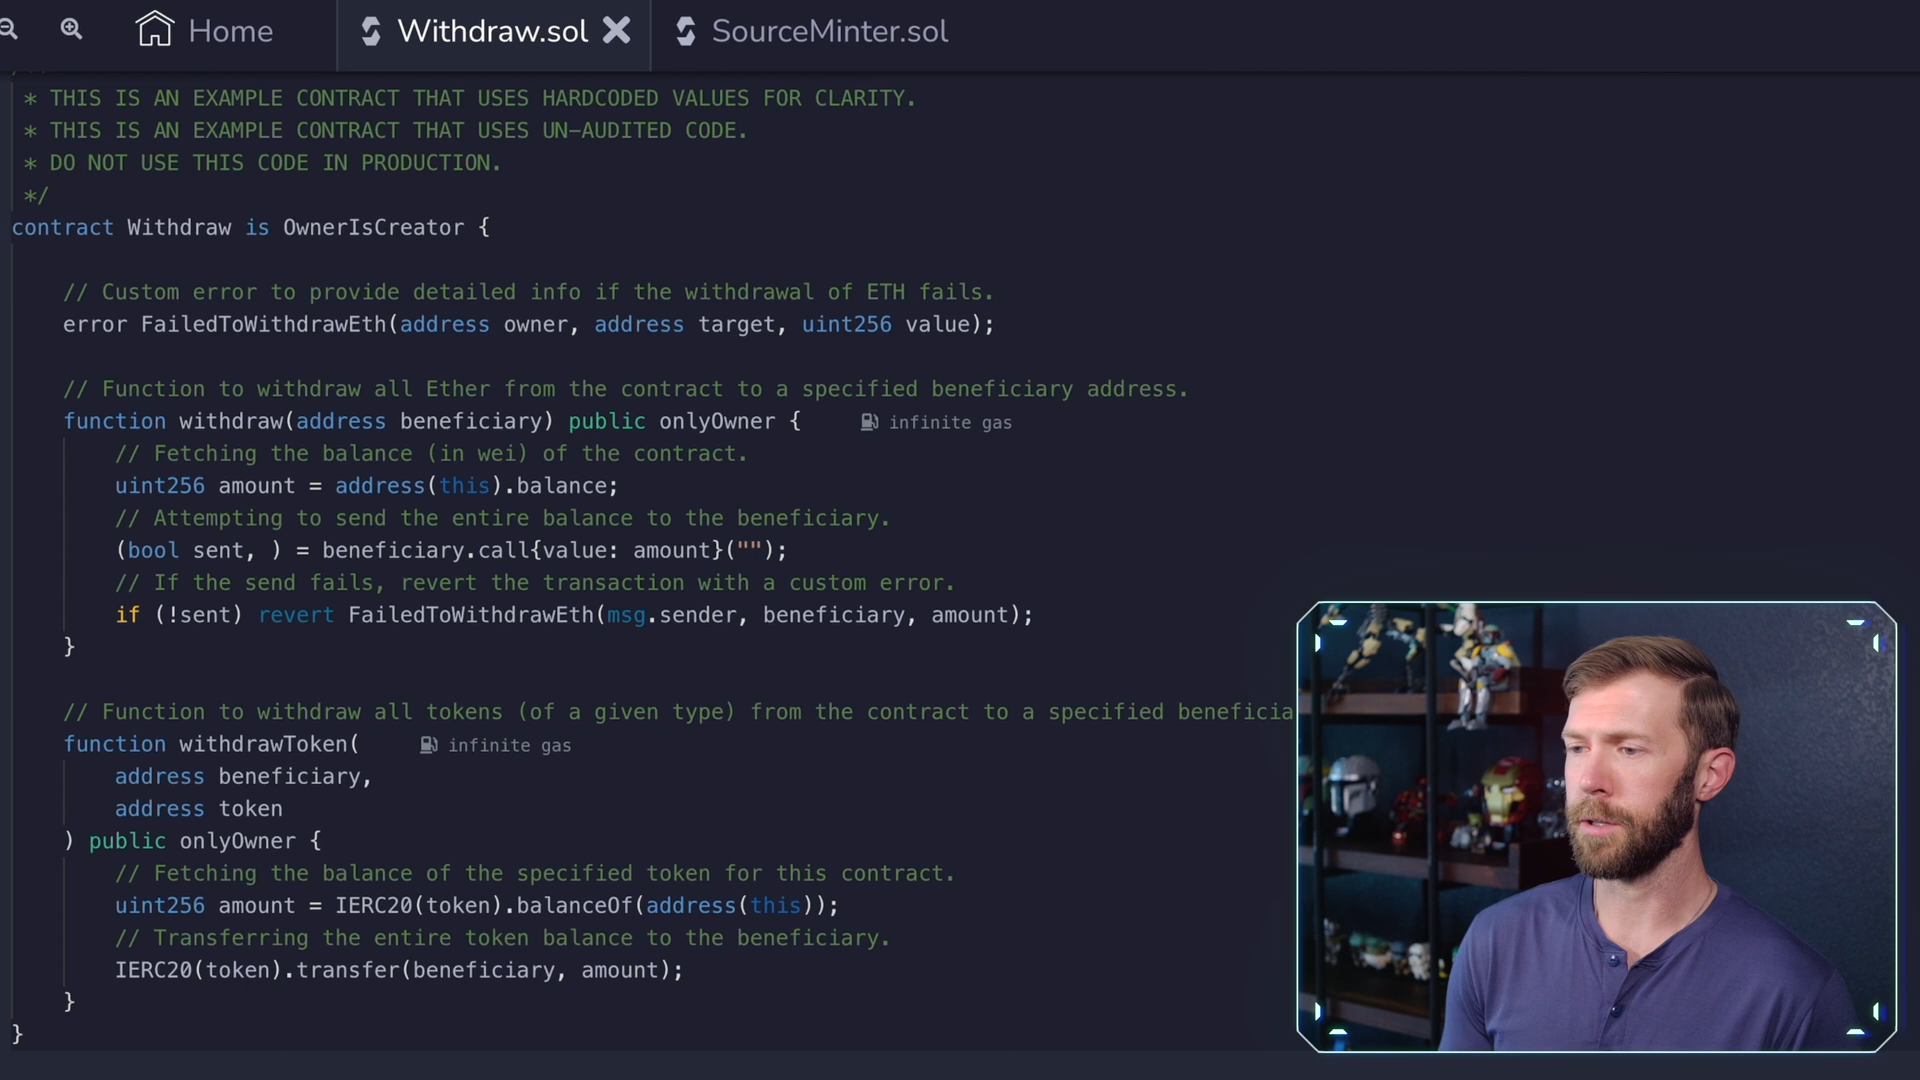 Home
Withdraw.sol
SourceMinter.sol
* THIS IS AN EXAMPLE CONTRACT THAT USES HARDCODED VALUES FOR CLARITY.
* THIS IS AN EXAMPLE CONTRACT THAT USES UN-AUDITED CODE.
* DO NOT USE THIS CODE IN PRODUCTION.
*/
contract Withdraw is OwnerIsCreator {
// Custom error to provide detailed info if the withdrawal of ETH fails.
error FailedToWithdrawEth(address owner, address target, uint256 value);
// Function to withdraw all Ether from the contract to a specified beneficiary address.
function withdraw(address beneficiary) public onlyOwner { infinite gas
// Fetching the balance (in wei) of the contract.
uint256 amount = address(this).balance;
// Attempting to send the entire balance to the beneficiary.
(bool sent, ) = beneficiary.call{value: amount}("");
// If the send fails, revert the transaction with a custom error.
if (!sent) revert FailedToWithdrawEth(msg.sender, beneficiary, amount);
}
// Function to withdraw all tokens (of a given type) from the contract to a specified beneficia
function withdrawToken( infinite gas
address beneficiary,
address token
) public onlyOwner {
// Fetching the balance of the specified token for this contract.
uint256 amount = IERC20(token).balanceOf(address(this));
// Transferring the entire token balance to the beneficiary.
IERC20(token).transfer(beneficiary, amount);
}
}